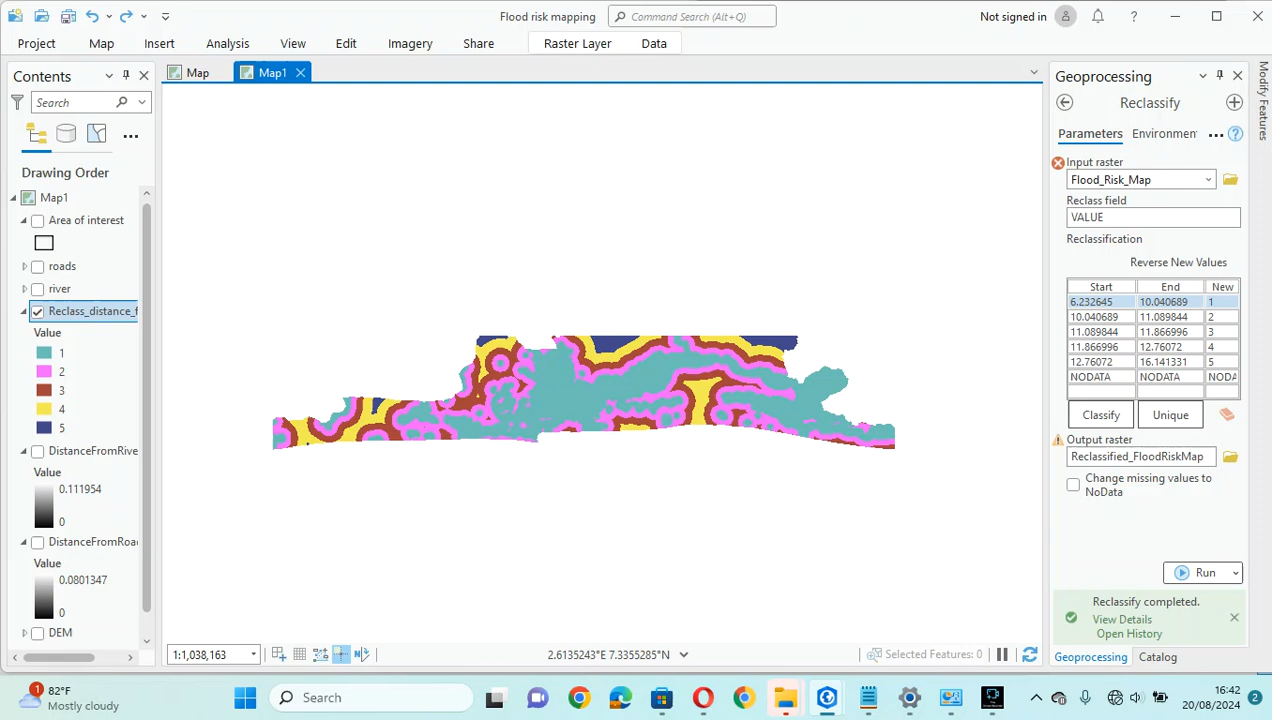 Flood risk mapping
Command Search (Alt+Q)
Not signed in
Project
Map
Insert
Analysis
View
Edit
Imagery
Share
Raster Layer
Data
Contents
Search
Drawing Order
Map1
Area of interest
roads
river
Reclass_distance_f
Value
1
2
3
4
5
DistanceFromRive
Value
0.111954
0
DistanceFromRoad
Value
0.0801347
0
DEM
Map
Map1
1:1,038,163
2.6135243°E 7.3355285°N
Selected Features: 0
Geoprocessing
Reclassify
Parameters Environmen
Input raster
Flood_Risk_Map
Reclass field
VALUE
Reclassification
Reverse New Values
Start End New
6.232645 10.040689 1
10.040689 11.089844 2
11.089844 11.866996 3
11.866996 12.76072 4
12.76072 16.141331 5
NODATA NODATA NODA
Classify Unique
Output raster
Reclassified_FloodRiskMap
Change missing values to
NoData
Run
Reclassify completed.
View Details
Open History
Geoprocessing Catalog
Modify Features
1
82°F
Mostly cloudy
Search
16:42
20/08/2024
2